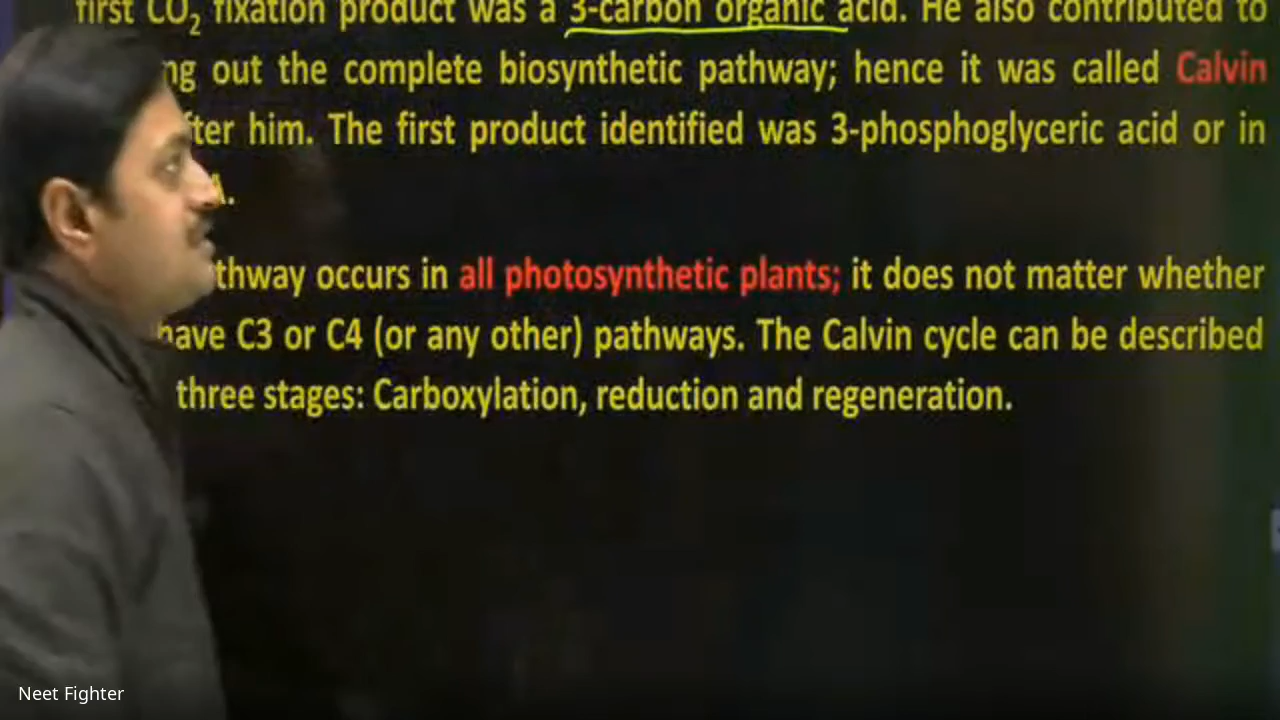 first CO₂ fixation product was a 3-carbon organic acid. He also contributed to
ng out the complete biosynthetic pathway; hence it was called Calvin
fter him. The first product identified was 3-phosphoglyceric acid or in
A.
thway occurs in all photosynthetic plants; it does not matter whether
have C3 or C4 (or any other) pathways. The Calvin cycle can be described
three stages: Carboxylation, reduction and regeneration.
Neet Fighter